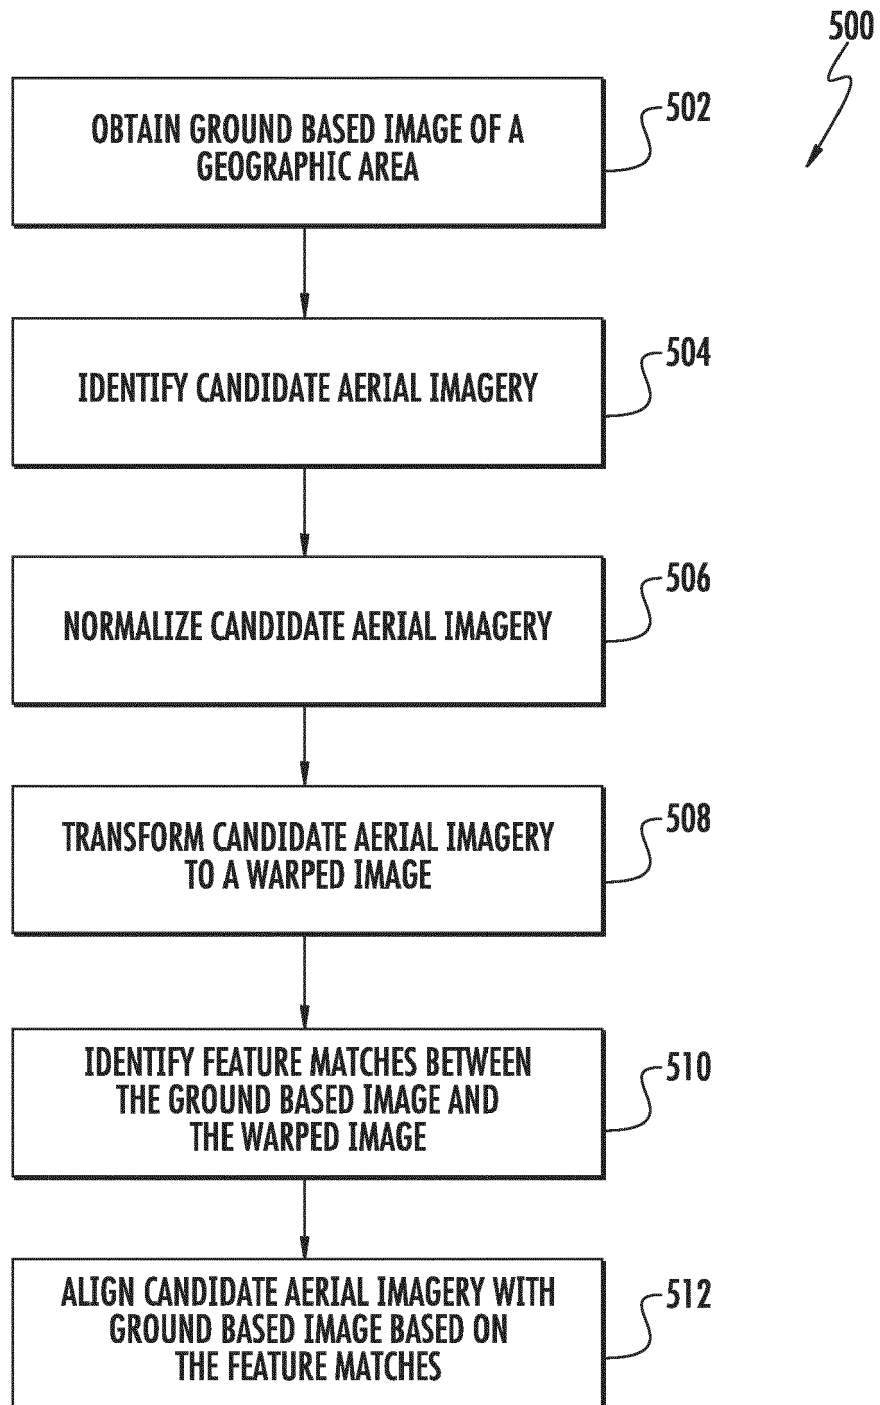 500
OBTAIN GROUND BASED IMAGE OF A
GEOGRAPHIC AREA
502
IDENTIFY CANDIDATE AERIAL IMAGERY
504
NORMALIZE CANDIDATE AERIAL IMAGERY
506
TRANSFORM CANDIDATE AERIAL IMAGERY
TO A WARPED IMAGE
508
IDENTIFY FEATURE MATCHES BETWEEN
THE GROUND BASED IMAGE AND
THE WARPED IMAGE
510
ALIGN CANDIDATE AERIAL IMAGERY WITH
GROUND BASED IMAGE BASED ON
THE FEATURE MATCHES
512